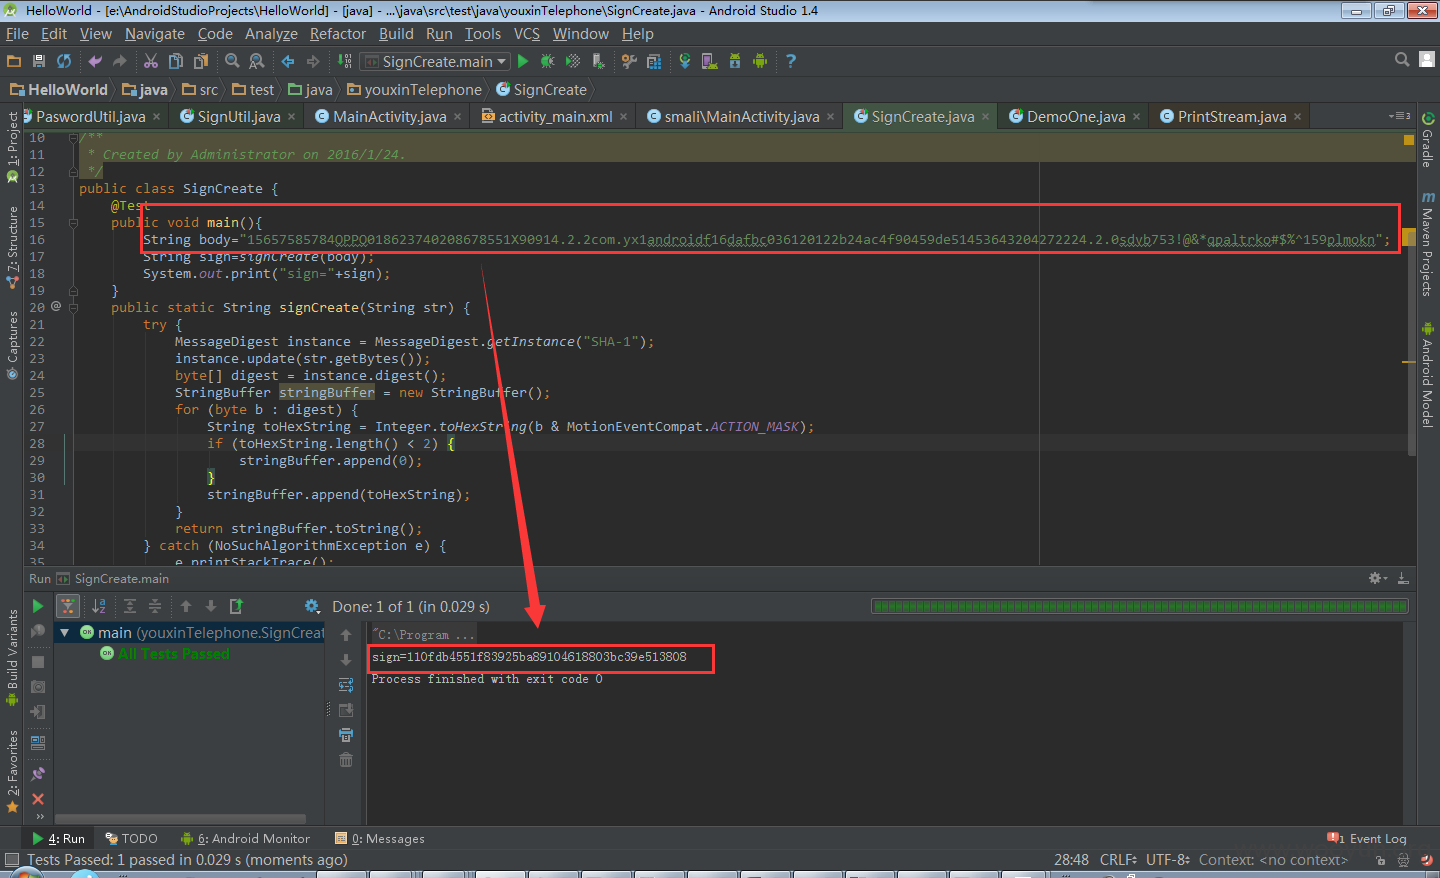 HelloWorld - [e:\AndroidStudioProjects\HelloWorld] - [java] - ...\java\src\test\java\youxinTelephone\SignCreate.java - Android Studio 1.4
File Edit View Navigate Code Analyze Refactor Build Run Tools VCS Window Help
SignCreate.main
HelloWorld java src test java youxinTelephone SignCreate
PaswordUtil.java SignUtil.java MainActivity.java activity_main.xml smali\MainActivity.java SignCreate.java DemoOne.java PrintStream.java
1: Project
7: Structure
Captures
Build Variants
2: Favorites
10 /**
11 * Created by Administrator on 2016/1/24.
12 */
13 public class SignCreate {
14 @Test
15 public void main(){
16 String body="15657585784OPPO018623740208678551X90914.2.2com.yx1androidf16dafbc036120122b24ac4f90459de51453643204272224.2.0sdvb753!@&*qpaltrko#$%^159plmokn";
17 String sign=signCreate(body);
18 System.out.print("sign="+sign);
19 }
20 @ public static String signCreate(String str) {
21 try {
22 MessageDigest instance = MessageDigest.getInstance("SHA-1");
23 instance.update(str.getBytes());
24 byte[] digest = instance.digest();
25 StringBuffer stringBuffer = new StringBuffer();
26 for (byte b : digest) {
27 String toHexString = Integer.toHexString(b & MotionEventCompat.ACTION_MASK);
28 if (toHexString.length() < 2) {
29 stringBuffer.append(0);
30 }
31 stringBuffer.append(toHexString);
32 }
33 return stringBuffer.toString();
34 } catch (NoSuchAlgorithmException e) {
35 e.printStackTrace();
Gradle
Maven Projects
Android Model
Run SignCreate.main
Done: 1 of 1 (in 0.029 s)
main (youxinTelephone.SignCreat
All Tests Passed
"C:\Program ...
sign=110fdb4551f83925ba89104618803bc39e513808
Process finished with exit code 0
4: Run TODO 6: Android Monitor 0: Messages 1 Event Log
Tests Passed: 1 passed in 0.029 s (moments ago) 28:48 CRLF UTF-8 Context: <no context>